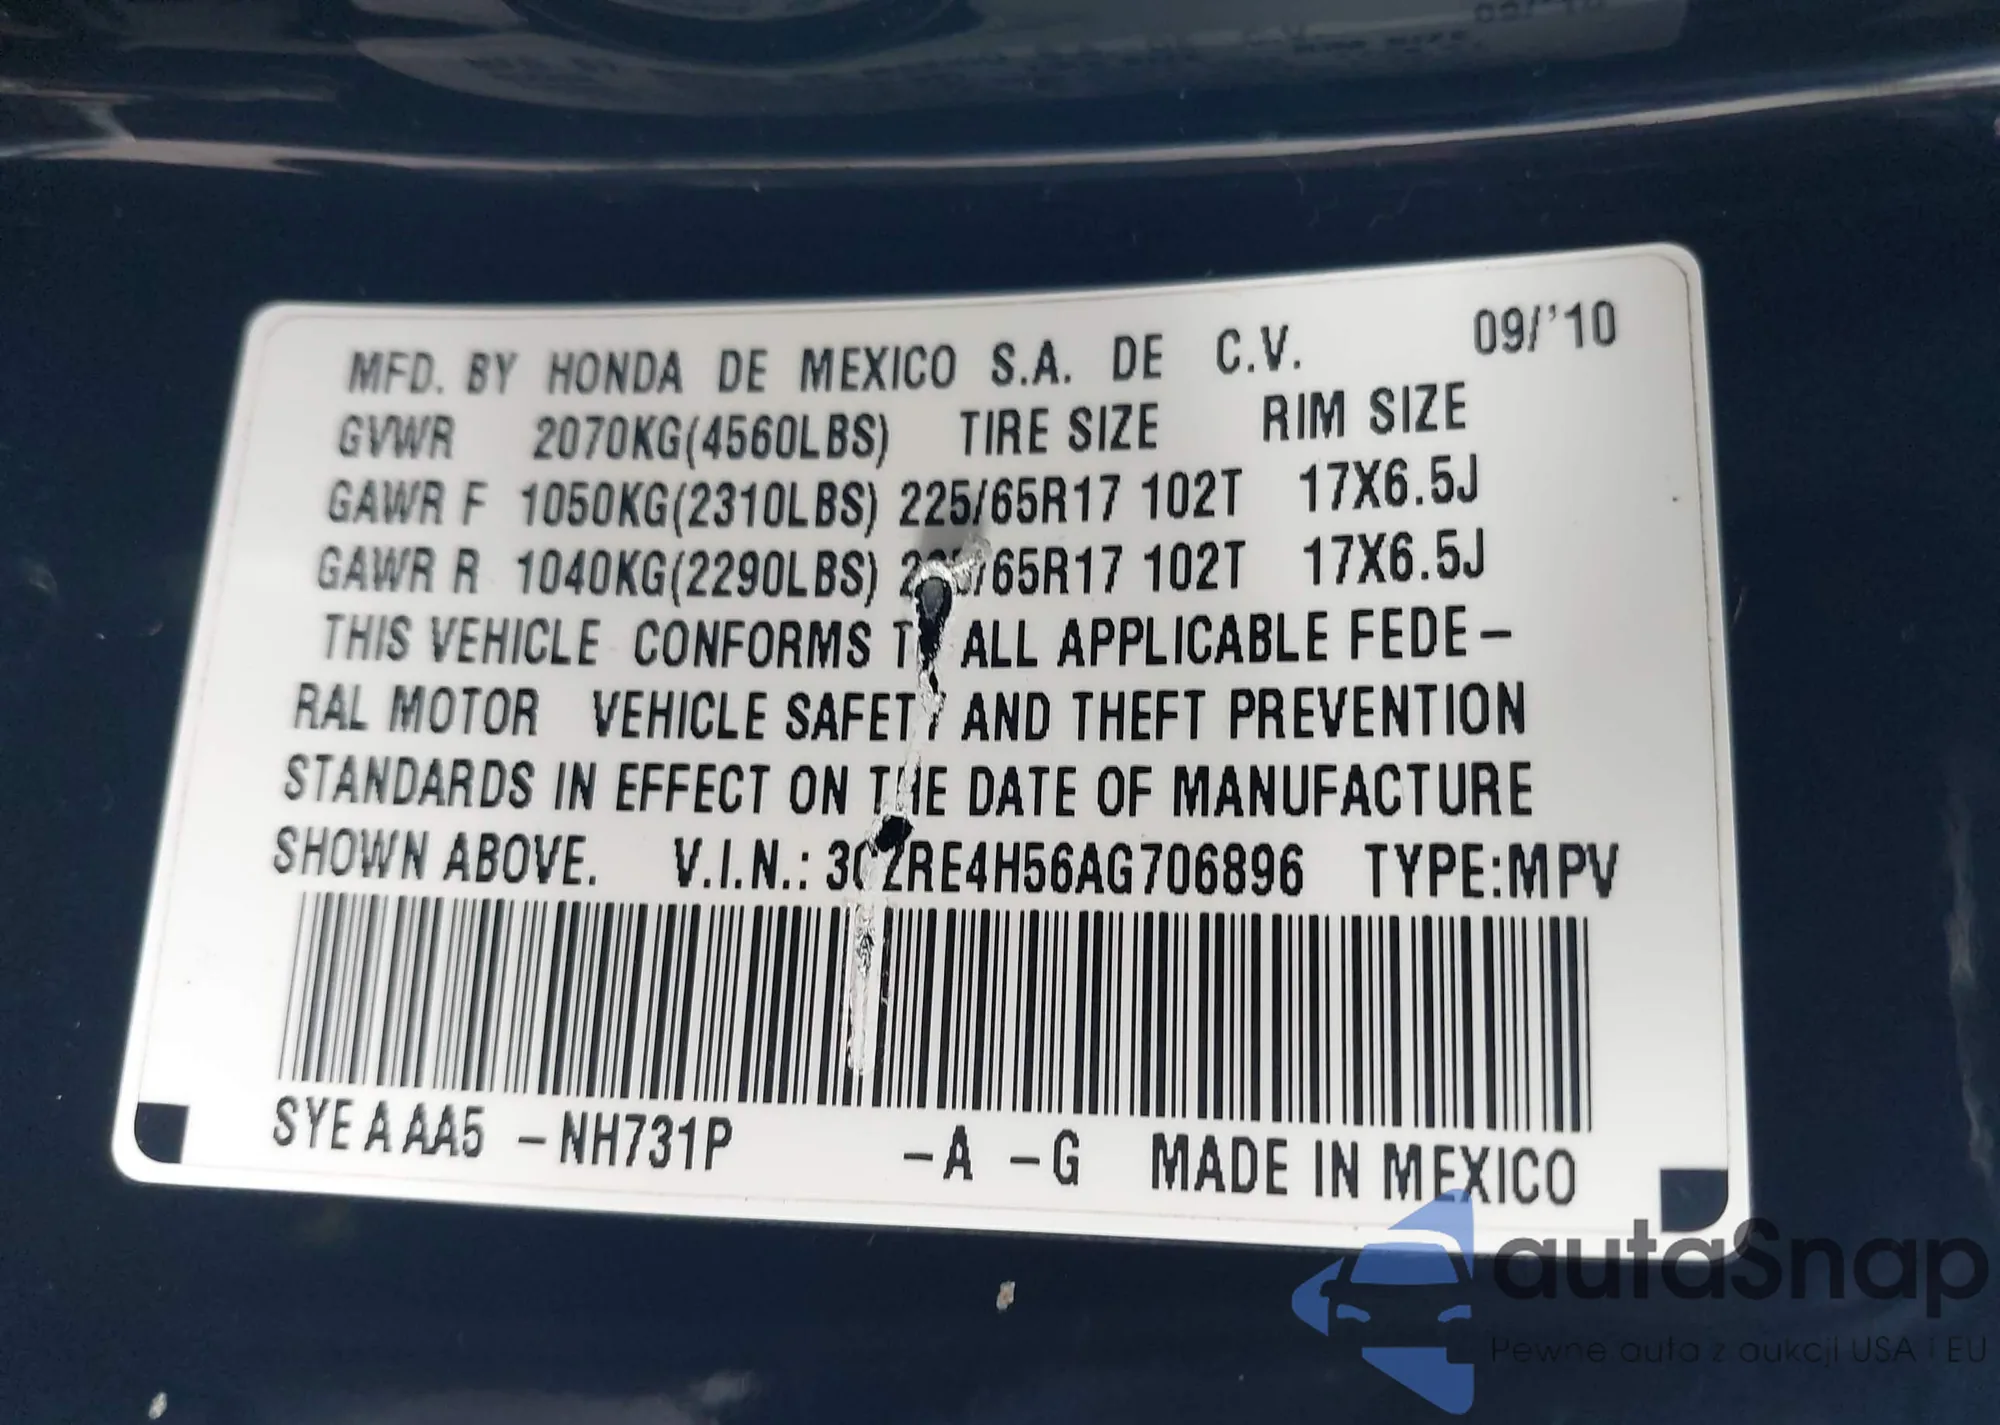 09/'10
MFD. BY HONDA DE MEXICO S.A. DE C.V.
GVWR 2070KG(4560LBS) TIRE SIZE RIM SIZE
GAWR F 1050KG(2310LBS) 225/65R17 102T 17X6.5J
GAWR R 1040KG(2290LBS) /65R17 102T 17X6.5J
THIS VEHICLE CONFORMS ALL APPLICABLE FEDE-
RAL MOTOR VEHICLE SAFETY AND THEFT PREVENTION
STANDARDS IN EFFECT ON THE DATE OF MANUFACTURE
SHOWN ABOVE. V.I.N.: TYPE:MPV
SYE A AA5 -NH731P -A -G MADE IN MEXICO
autaSnap
Pewne auta z aukcji USA i EU